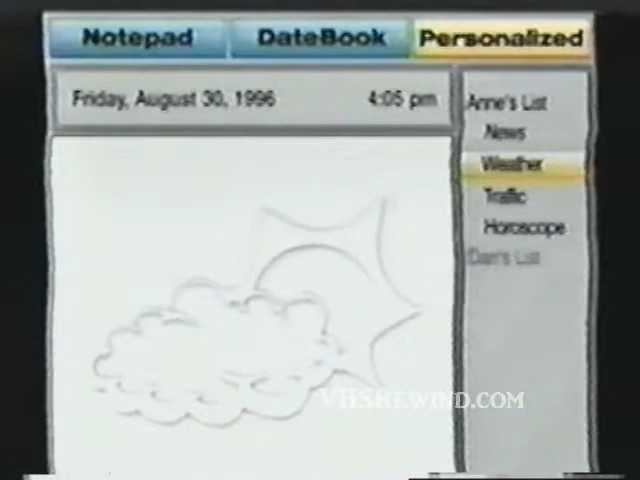 Notepad DateBook Personalized
Friday, August 30, 1996 4:05 pm
Anne's List
News
Weather
Traffic
Horoscope
Dan's List
VHSREWIND.COM